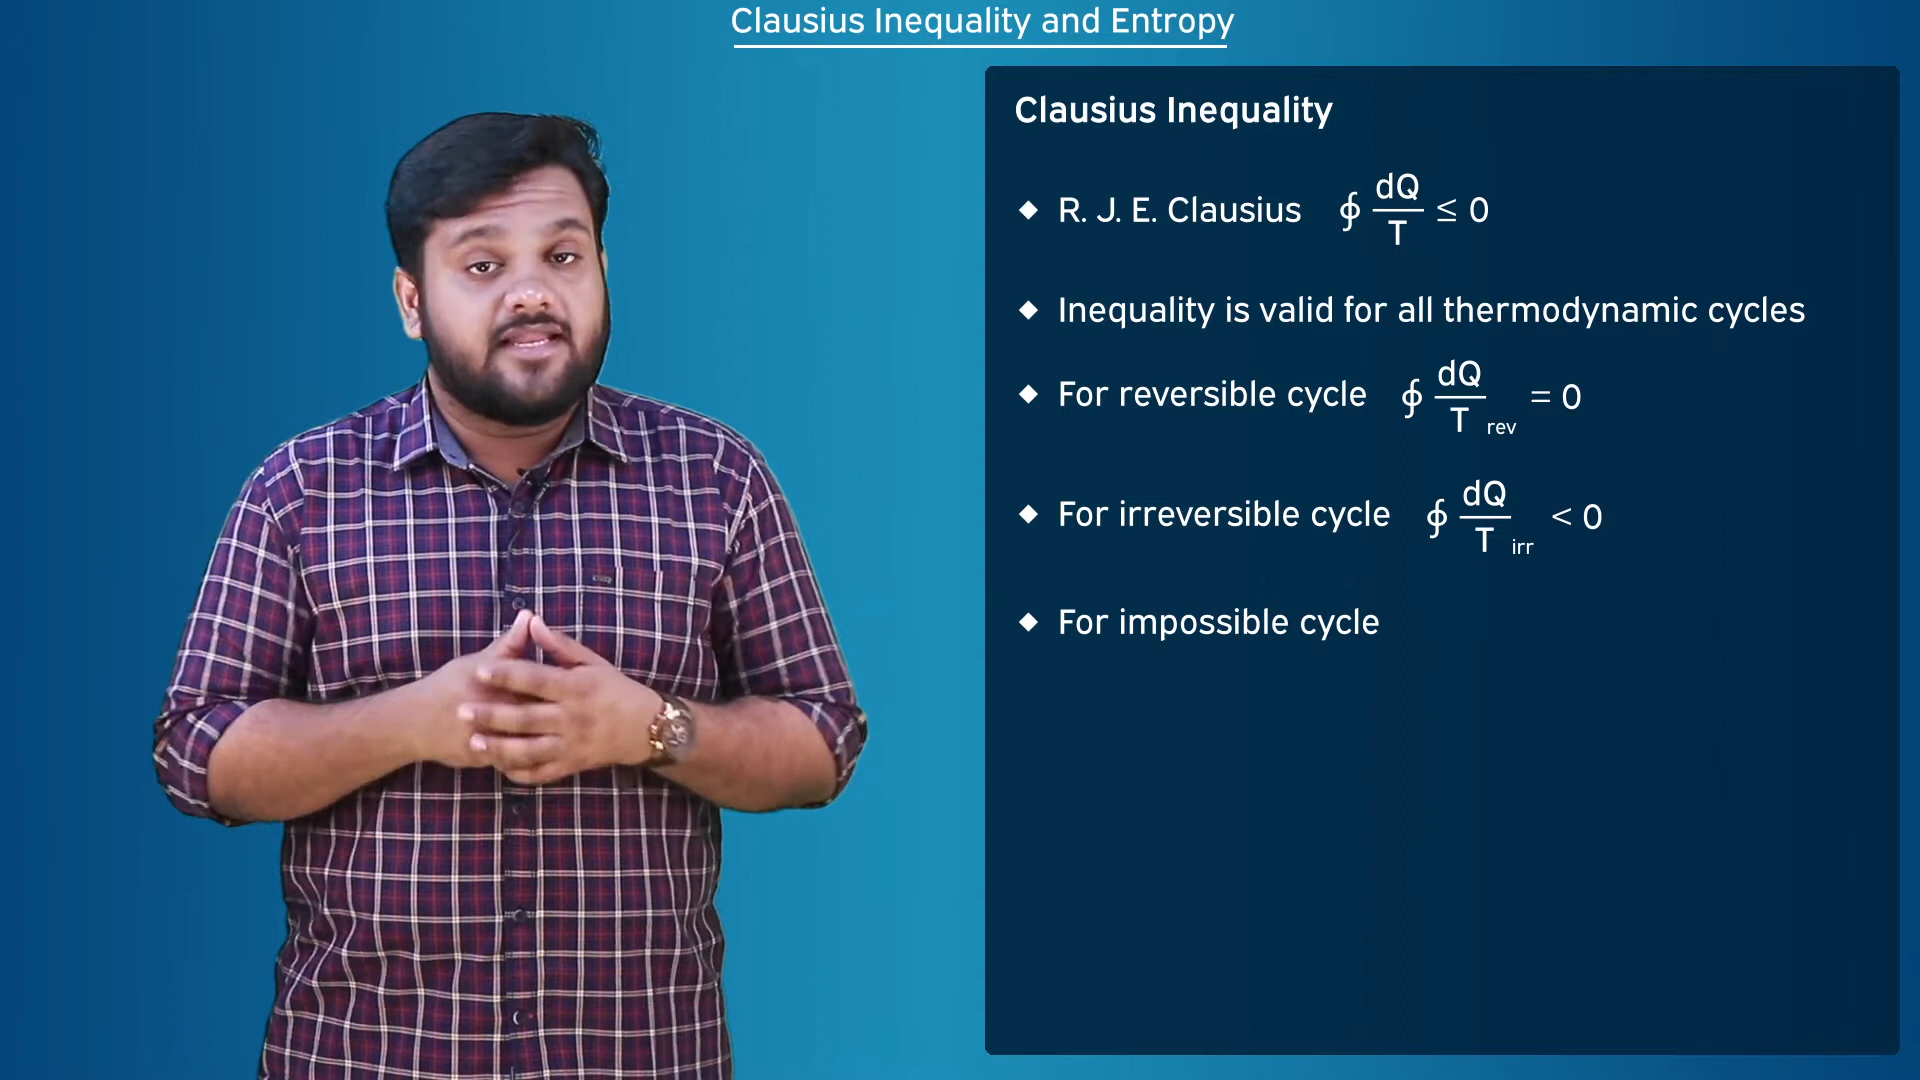 Clausius Inequality and Entropy
Clausius Inequality
◆ R. J. E. Clausius ∮ dQ/T ≤ 0
◆ Inequality is valid for all thermodynamic cycles
◆ For reversible cycle ∮ dQ/T rev = 0
◆ For irreversible cycle ∮ dQ/T irr < 0
◆ For impossible cycle